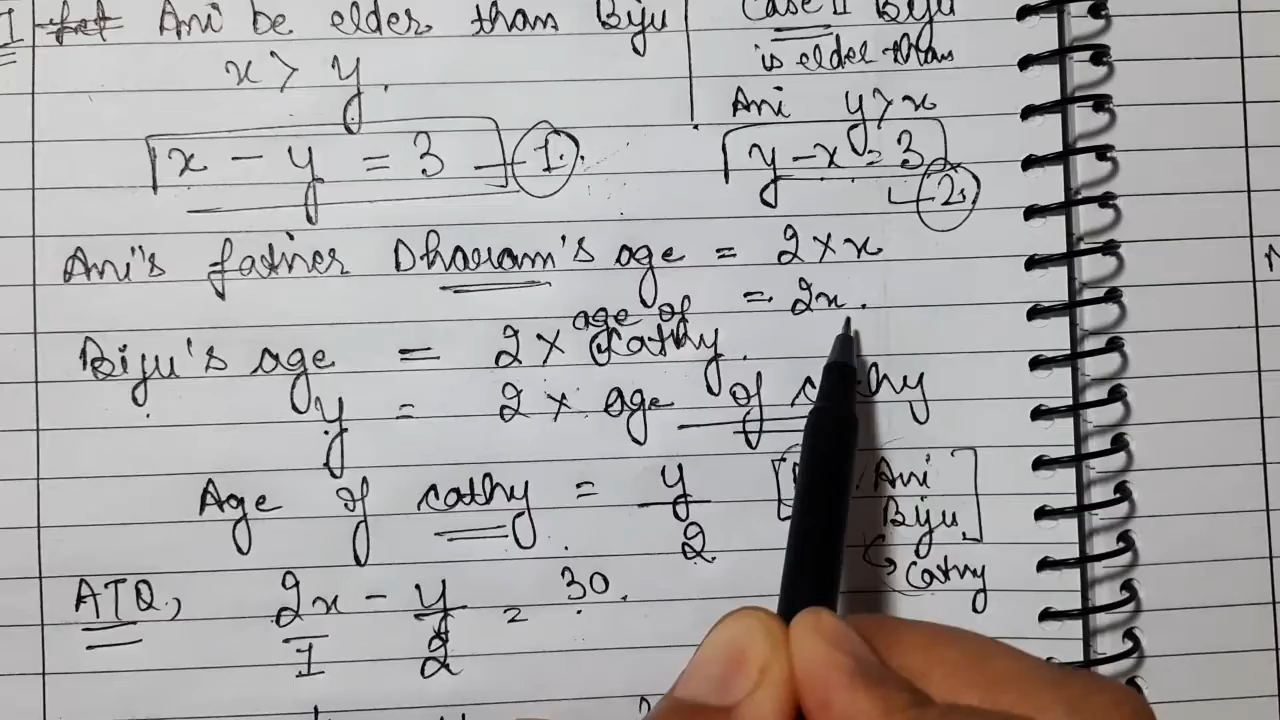 I Let Ani be elder than Biju
x > y.
x - y = 3 - 1.
Case II Biju
is elder than
Ani y > x
y - x = 3
- 2.
Ani's father Dharam's age = 2 × x
= 2x.
Biju's age = 2 × age of Cathy.
y = 2 × age of cathy
Age of cathy = y/2
Ani
Biju
Cathy
ATQ, 2x/1 - y/2 = 30.